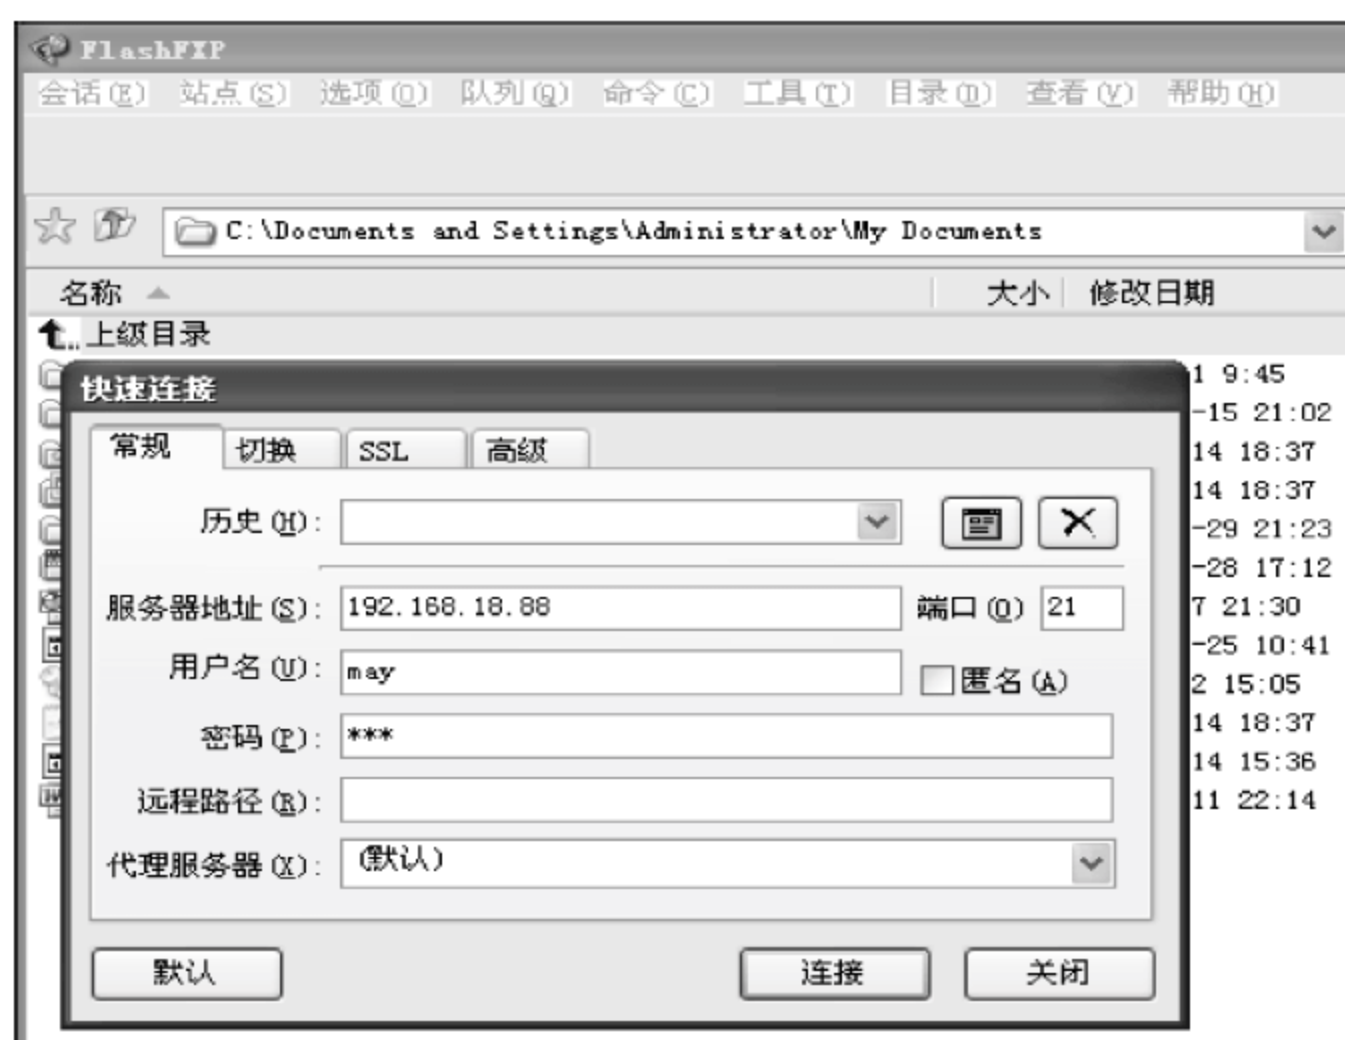 FlashFXP
会话(E) 站点(S) 选项(O) 队列(Q) 命令(C) 工具(T) 目录(D) 查看(V) 帮助(H)
C:\Documents and Settings\Administrator\My Documents
名称 大小 修改日期
上级目录
1 9:45
快速连接
-15 21:02
常规 切换 SSL 高级
14 18:37
14 18:37
历史(H):
-29 21:23
-28 17:12
服务器地址(S): 192.168.18.88 端口(O) 21
7 21:30
-25 10:41
用户名(U): may 匿名(A)
2 15:05
14 18:37
密码(P): ***
14 15:36
远程路径(R):
11 22:14
代理服务器(X): (默认)
默认 连接 关闭